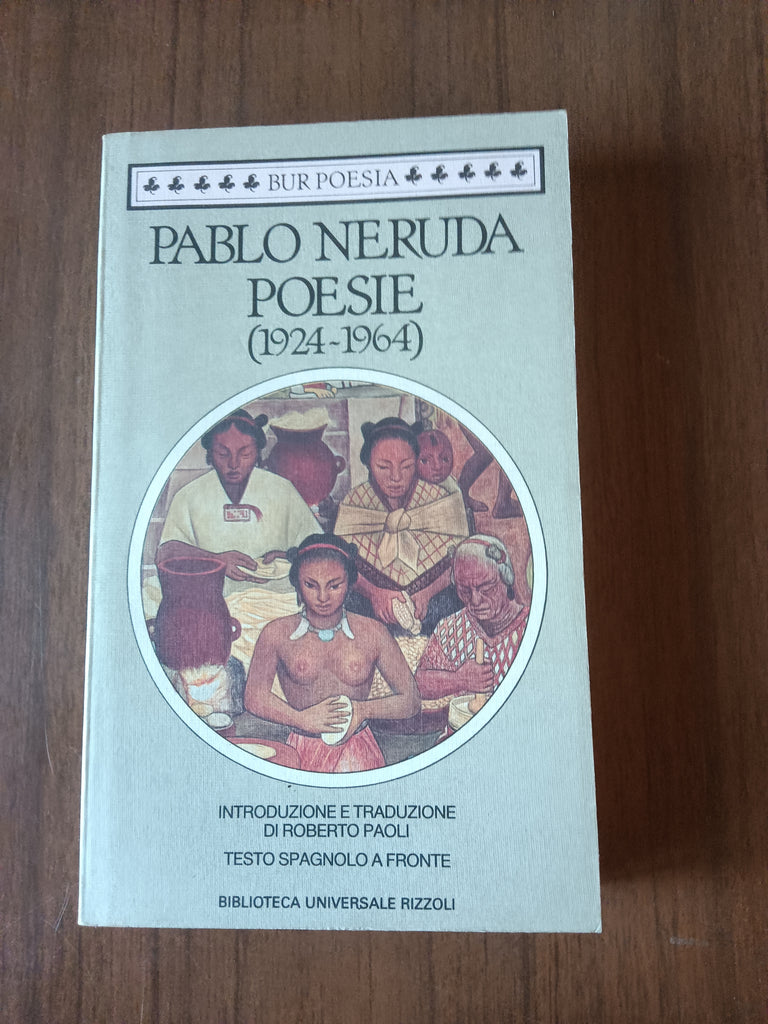 BUR POESIA
PABLO NERUDA
POESIE
(1924-1964)
INTRODUZIONE E TRADUZIONE
DI ROBERTO PAOLI
TESTO SPAGNOLO A FRONTE
BIBLIOTECA UNIVERSALE RIZZOLI